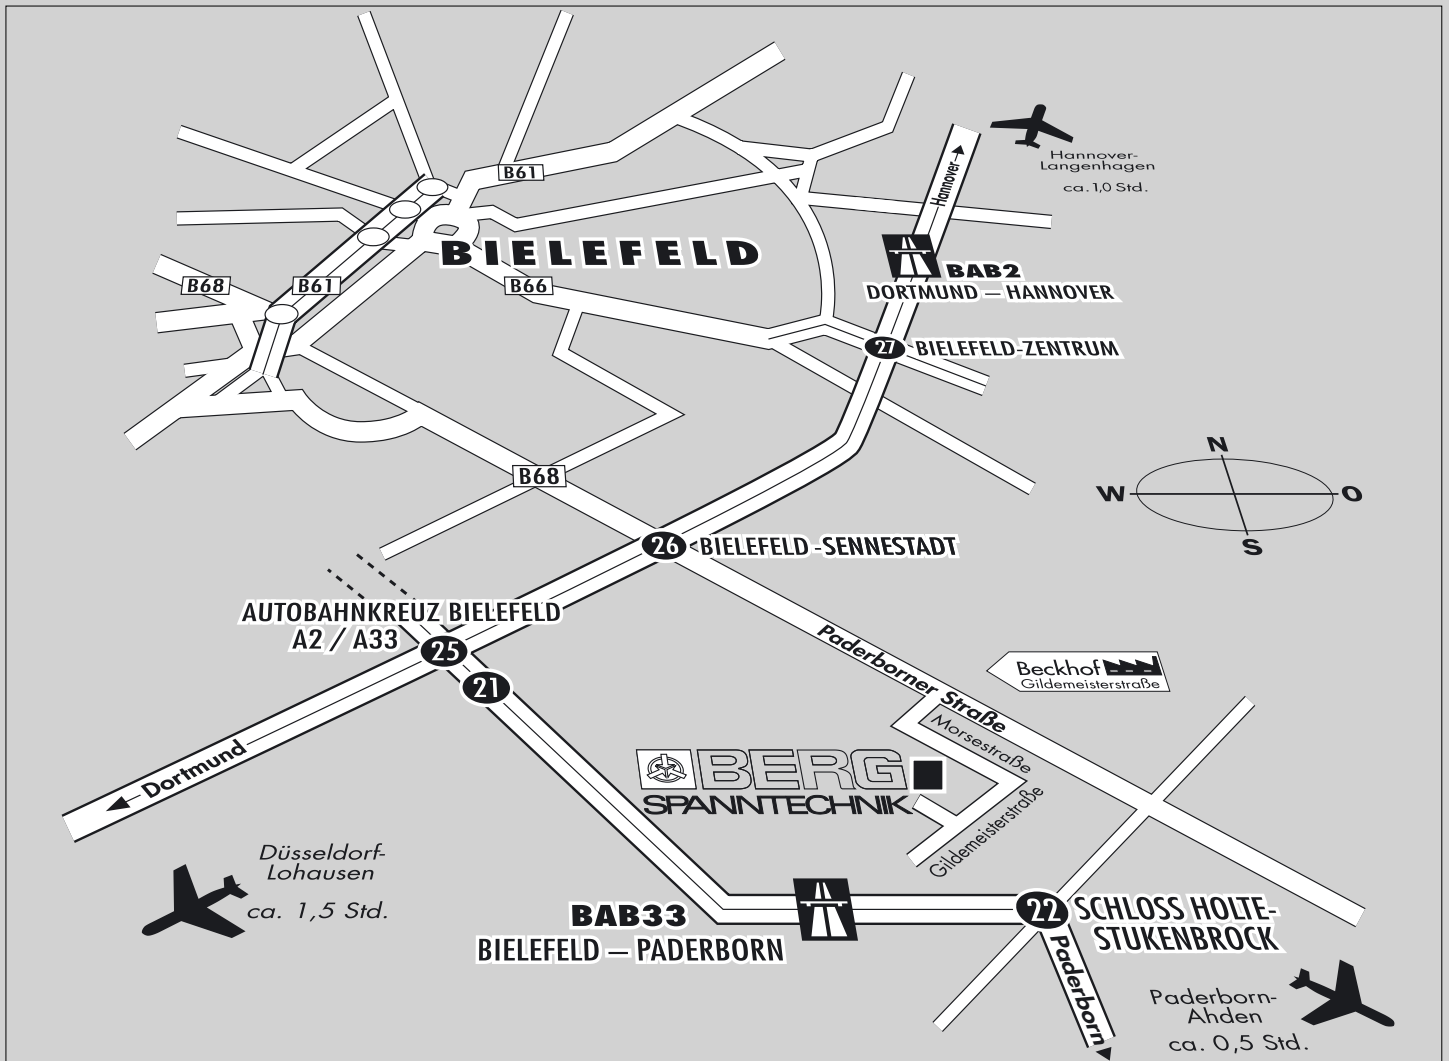 Hannover-
Langenhagen
ca.1,0 Std.
Hannover
B61
BIELEFELD
B68
B61
B66
BAB2
DORTMUND – HANNOVER
27
BIELEFELD-ZENTRUM
N
W
O
S
B68
26
BIELEFELD -SENNESTADT
AUTOBAHNKREUZ BIELEFELD
A2 / A33
25
21
Paderborner Straße
Beckhof
Gildemeisterstraße
Morsestraße
Dortmund
BERG
SPANNTECHNIK
Gildemeisterstraße
Düsseldorf-
Lohausen
ca. 1,5 Std.
BAB33
BIELEFELD – PADERBORN
22
SCHLOSS HOLTE-
STUKENBROCK
Paderborn
Paderborn-
Ahden
ca. 0,5 Std.